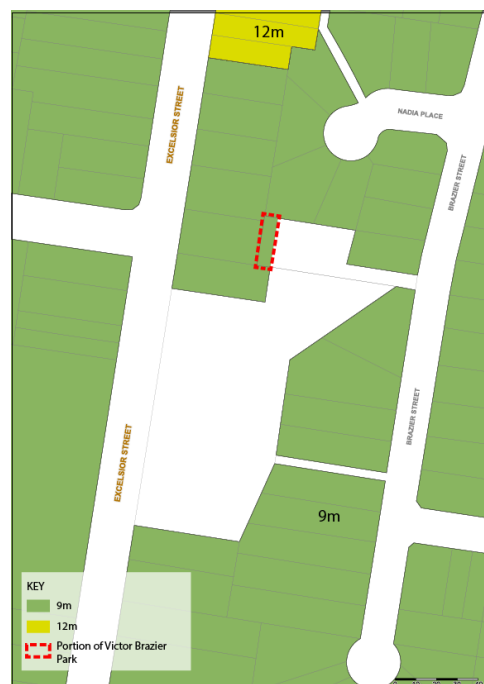 12m
EXCELSIOR STREET
NADIA PLACE
BRAZIER STREET
BRAZIER STREET
EXCELSIOR STREET
9m
KEY
9m
12m
Portion of Victor Brazier
Park